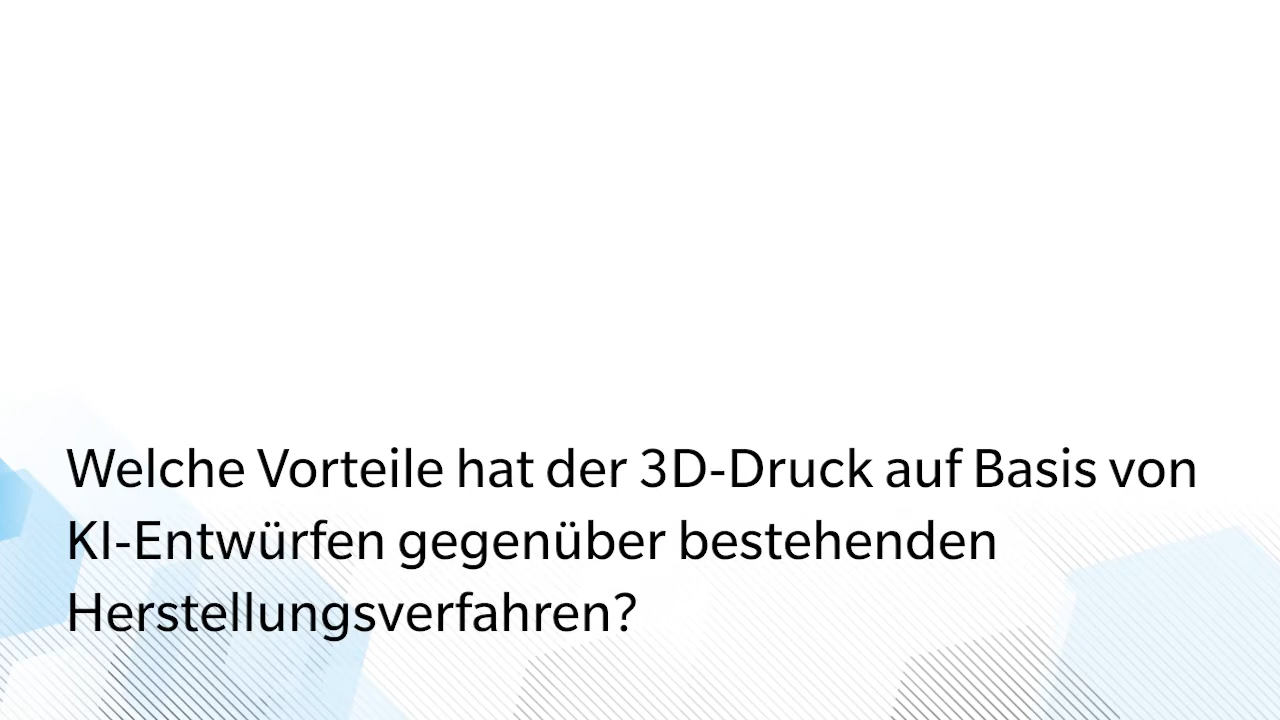 Welche Vorteile hat der 3D-Druck auf Basis von
KI-Entwürfen gegenüber bestehenden
Herstellungsverfahren?